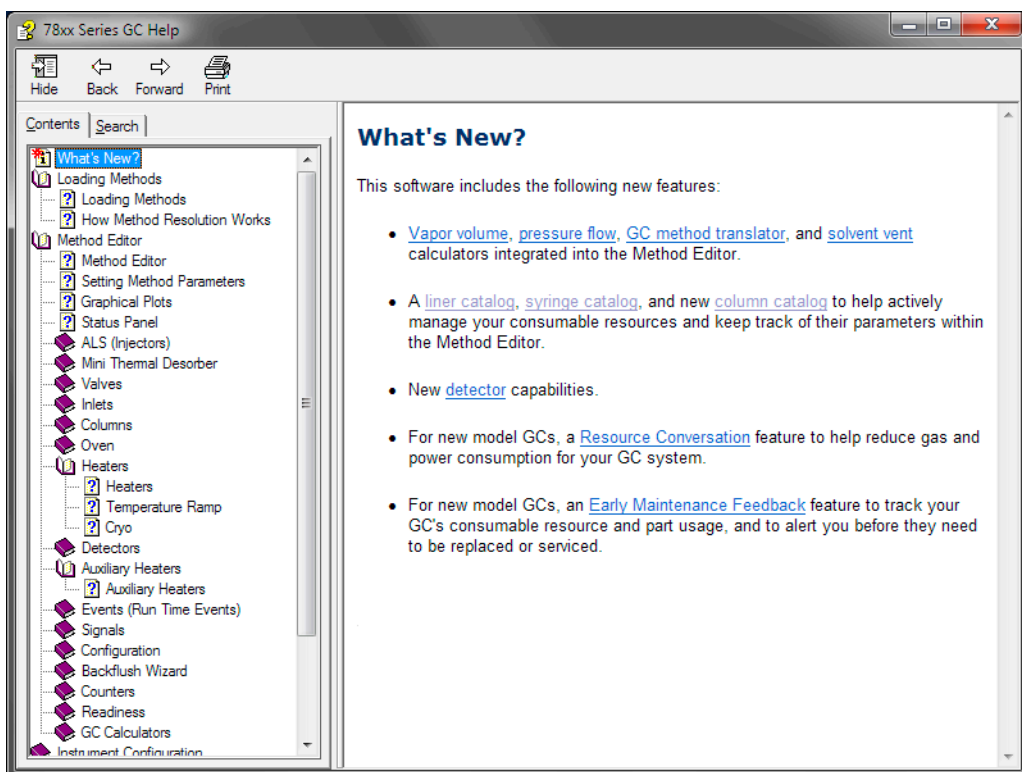 78xx Series GC Help
Hide Back Forward Print
Contents Search
What's New?
Loading Methods
Loading Methods
How Method Resolution Works
Method Editor
Method Editor
Setting Method Parameters
Graphical Plots
Status Panel
ALS (Injectors)
Mini Thermal Desorber
Valves
Inlets
Columns
Oven
Heaters
Heaters
Temperature Ramp
Cryo
Detectors
Auxiliary Heaters
Auxiliary Heaters
Events (Run Time Events)
Signals
Configuration
Backflush Wizard
Counters
Readiness
GC Calculators
Instrument Configuration
What's New?
This software includes the following new features:
• Vapor volume, pressure flow, GC method translator, and solvent vent
calculators integrated into the Method Editor.
• A liner catalog, syringe catalog, and new column catalog to help actively
manage your consumable resources and keep track of their parameters within
the Method Editor.
• New detector capabilities.
• For new model GCs, a Resource Conversation feature to help reduce gas and
power consumption for your GC system.
• For new model GCs, an Early Maintenance Feedback feature to track your
GC's consumable resource and part usage, and to alert you before they need
to be replaced or serviced.